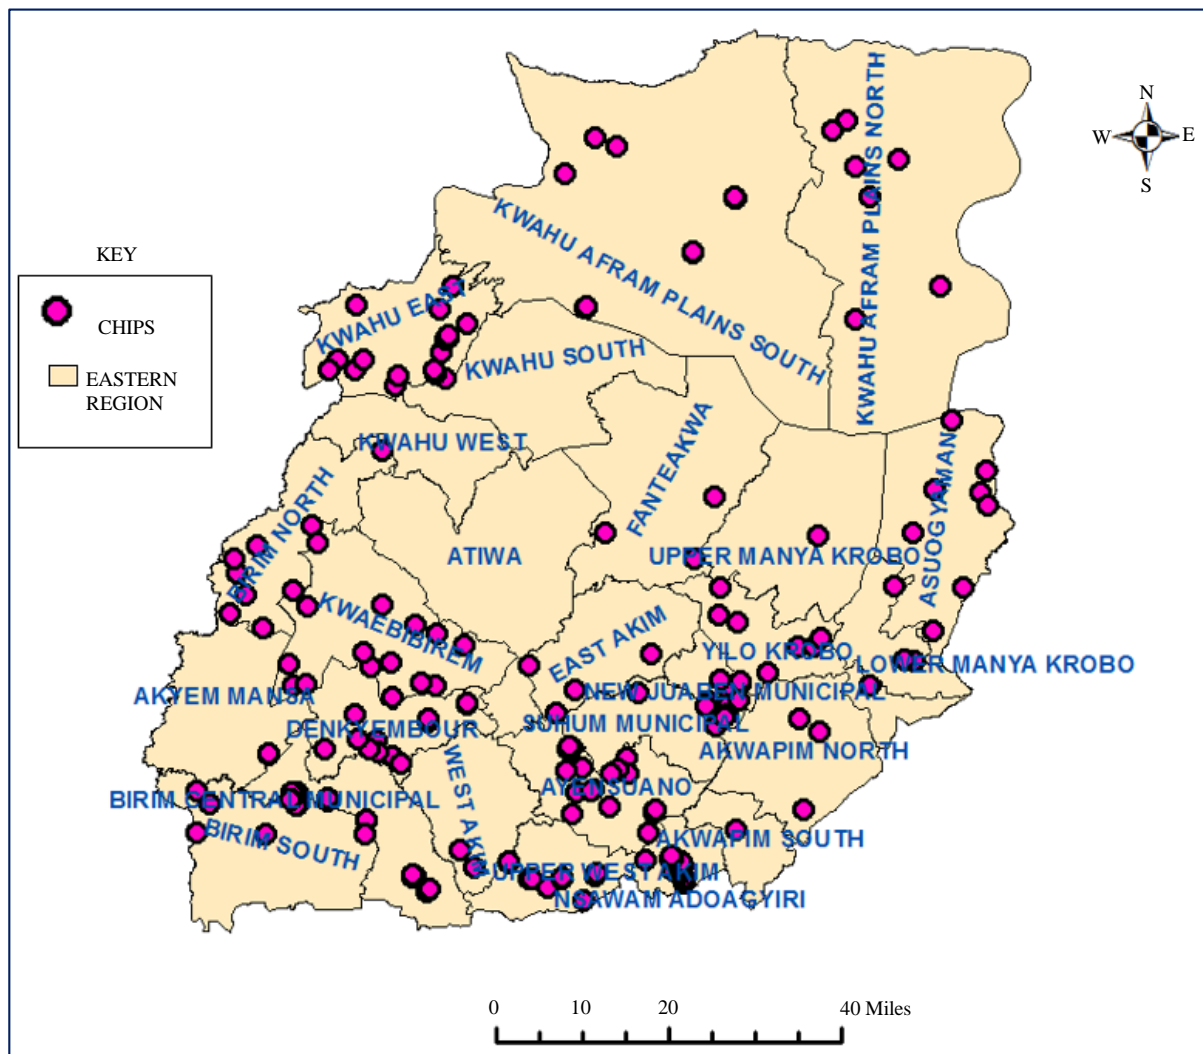 N
W
E
S
KEY
CHIPS
EASTERN
REGION
KWAHU AFRAM PLAINS NORTH
KWAHU AFRAM PLAINS SOUTH
KWAHU EAST
KWAHU SOUTH
KWAHU WEST
FANTEAKWA
ASUOGYAMAN
BIRIM NORTH
ATIWA
UPPER MANYA KROBO
KWAEBIBIREM
EAST AKIM
YILO KROBO
LOWER MANYA KROBO
AKYEM MANSA
NEW JUABEN MUNICIPAL
DENKYEMBOUR
SUHUM MUNICIPAL
AKWAPIM NORTH
WEST AKIM
AYENSUANO
BIRIM CENTRAL MUNICIPAL
BIRIM SOUTH
AKWAPIM SOUTH
UPPER WEST AKIM
NSAWAM ADOAGYIRI
0 10 20 40 Miles